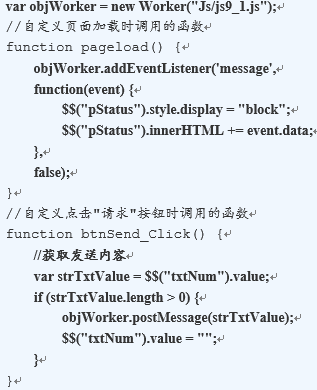 var objWorker = new Worker("Js/js9_1.js");
//自定义页面加载时调用的函数
function pageload() {
objWorker.addEventListener('message',
function(event) {
$$("pStatus").style.display = "block";
$$("pStatus").innerHTML += event.data;
},
false);
}
//自定义点击"请求"按钮时调用的函数
function btnSend_Click() {
//获取发送内容
var strTxtValue = $$("txtNum").value;
if (strTxtValue.length > 0) {
objWorker.postMessage(strTxtValue);
$$("txtNum").value = "";
}
}